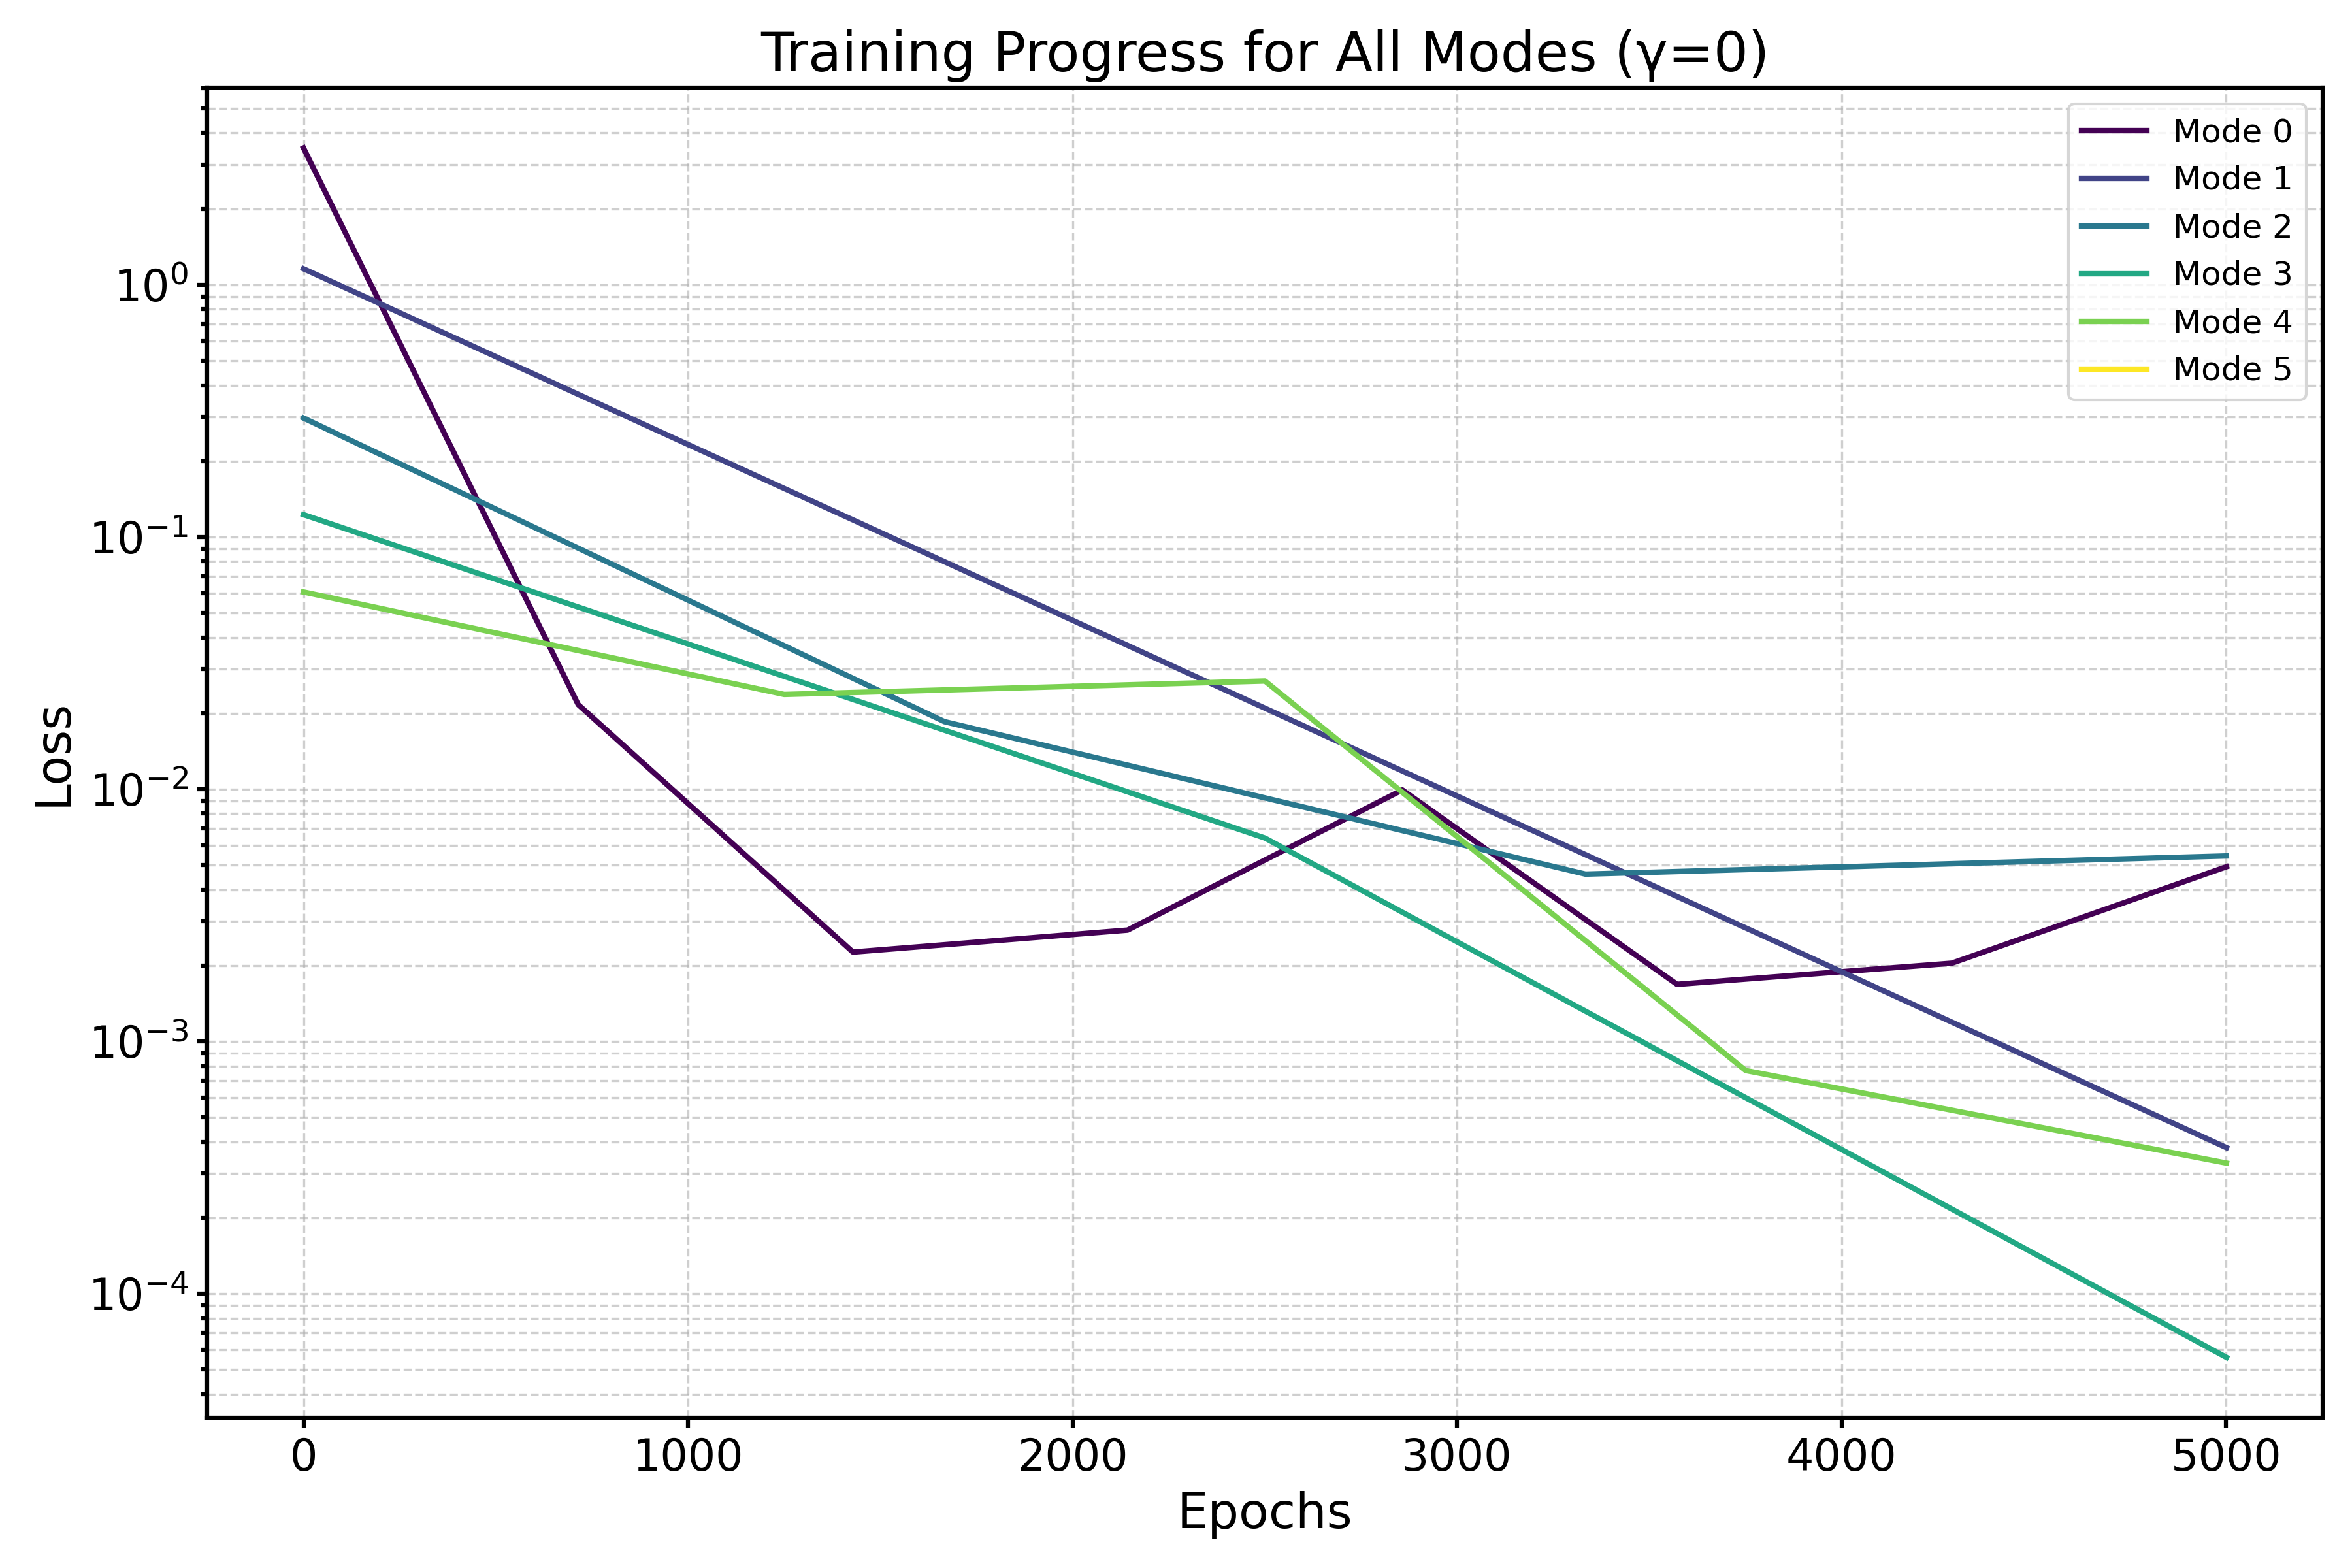 Training Progress for All Modes (γ=0)
Mode 0
Mode 1
Mode 2
Mode 3
Mode 4
Mode 5
Loss
10⁰
10⁻¹
10⁻²
10⁻³
10⁻⁴
0 1000 2000 3000 4000 5000
Epochs